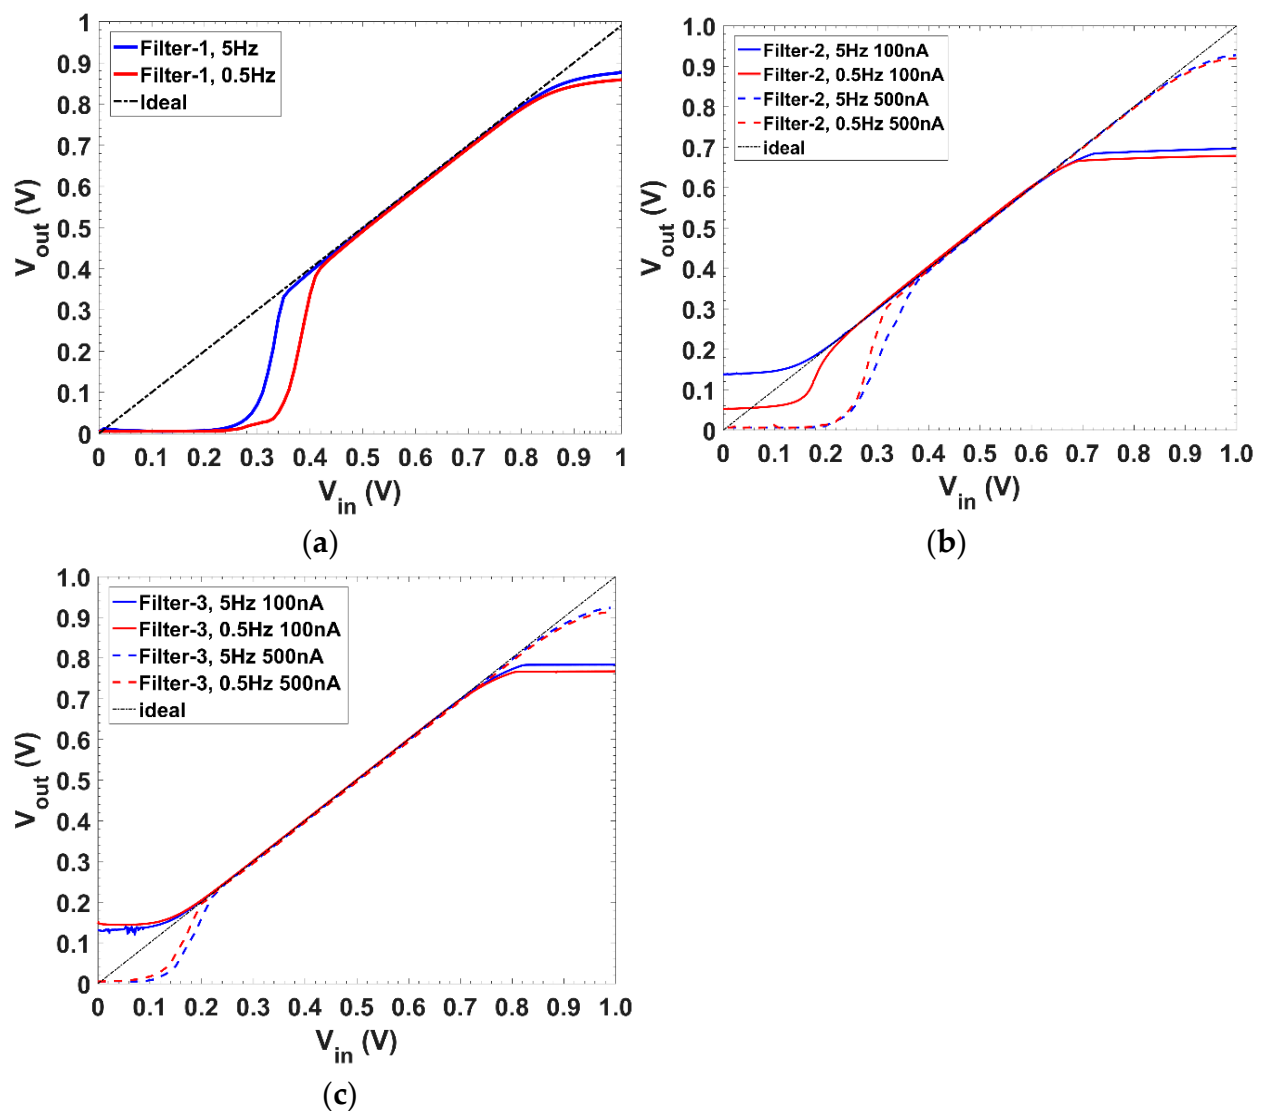 Filter-1, 5Hz
Filter-1, 0.5Hz
Ideal
1
0.9
0.8
0.7
0.6
0.5
0.4
0.3
0.2
0.1
0
V_out (V)
0 0.1 0.2 0.3 0.4 0.5 0.6 0.7 0.8 0.9 1
V_in (V)
(a)
Filter-2, 5Hz 100nA
Filter-2, 0.5Hz 100nA
Filter-2, 5Hz 500nA
Filter-2, 0.5Hz 500nA
ideal
1.0
0.9
0.8
0.7
0.6
0.5
0.4
0.3
0.2
0.1
0
V_out (V)
0 0.1 0.2 0.3 0.4 0.5 0.6 0.7 0.8 0.9 1.0
V_in (V)
(b)
Filter-3, 5Hz 100nA
Filter-3, 0.5Hz 100nA
Filter-3, 5Hz 500nA
Filter-3, 0.5Hz 500nA
ideal
1.0
0.9
0.8
0.7
0.6
0.5
0.4
0.3
0.2
0.1
0
V_out (V)
0 0.1 0.2 0.3 0.4 0.5 0.6 0.7 0.8 0.9 1.0
V_in (V)
(c)